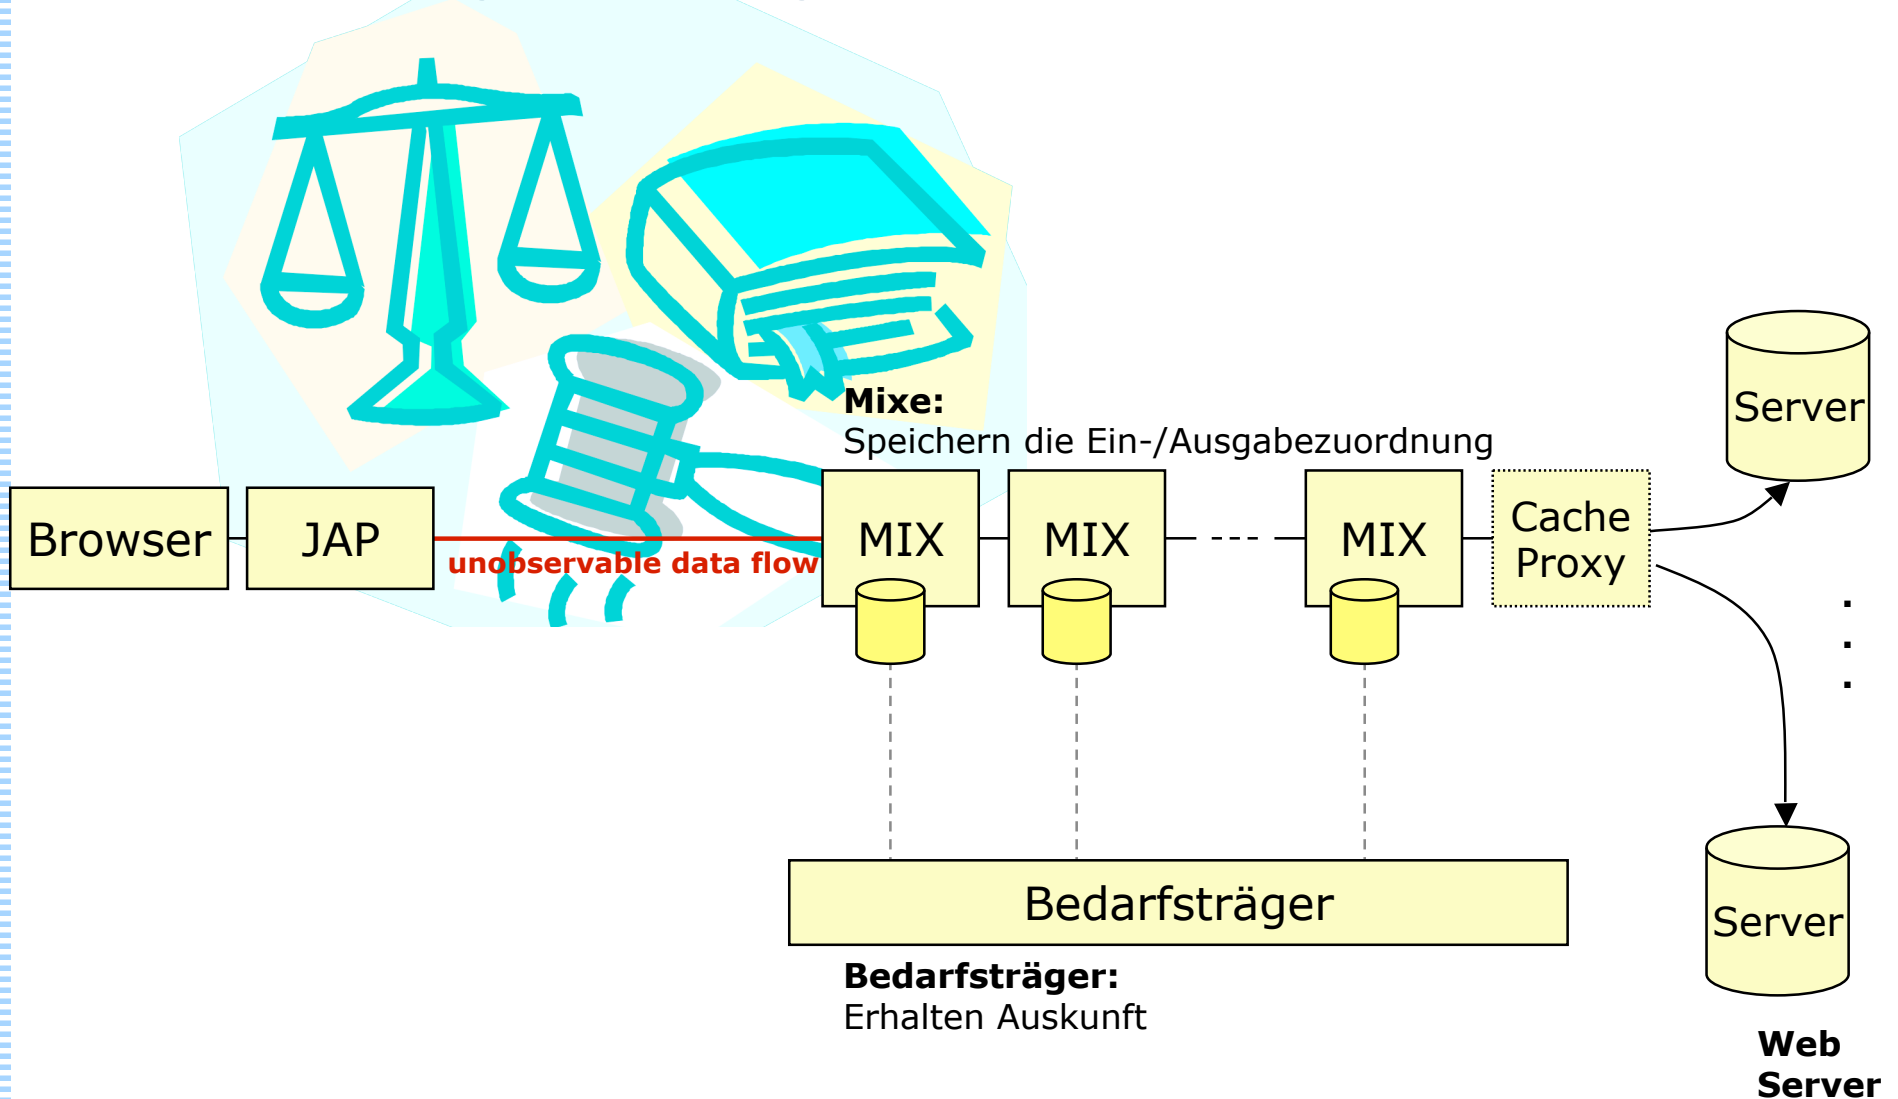 Mixe:
Speichern die Ein-/Ausgabezuordnung
Server
Browser
JAP
unobservable data flow
MIX
MIX
MIX
Cache
Proxy
Bedarfsträger
Bedarfsträger:
Erhalten Auskunft
Server
Web
Server